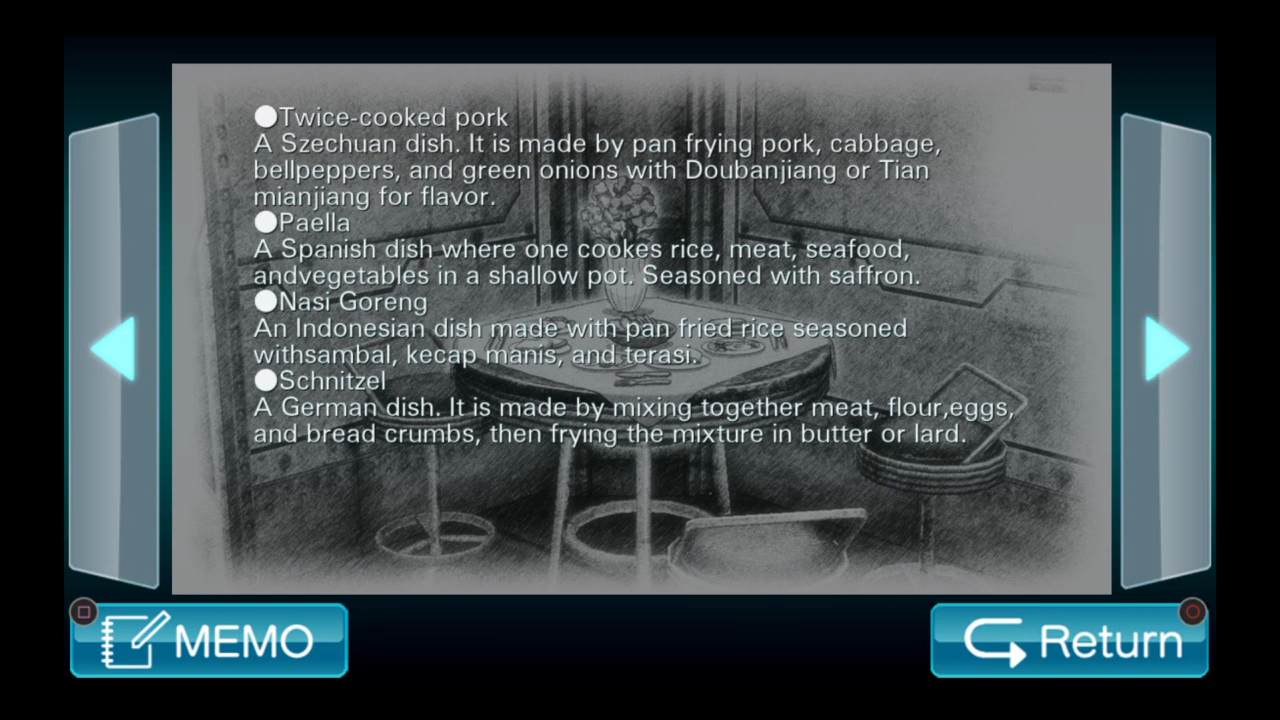 ●Twice-cooked pork
A Szechuan dish. It is made by pan frying pork, cabbage,
bellpeppers, and green onions with Doubanjiang or Tian
mianjiang for flavor.
●Paella
A Spanish dish where one cookes rice, meat, seafood,
andvegetables in a shallow pot. Seasoned with saffron.
●Nasi Goreng
An Indonesian dish made with pan fried rice seasoned
withsambal, kecap manis, and terasi.
●Schnitzel
A German dish. It is made by mixing together meat, flour,eggs,
and bread crumbs, then frying the mixture in butter or lard.
MEMO
Return